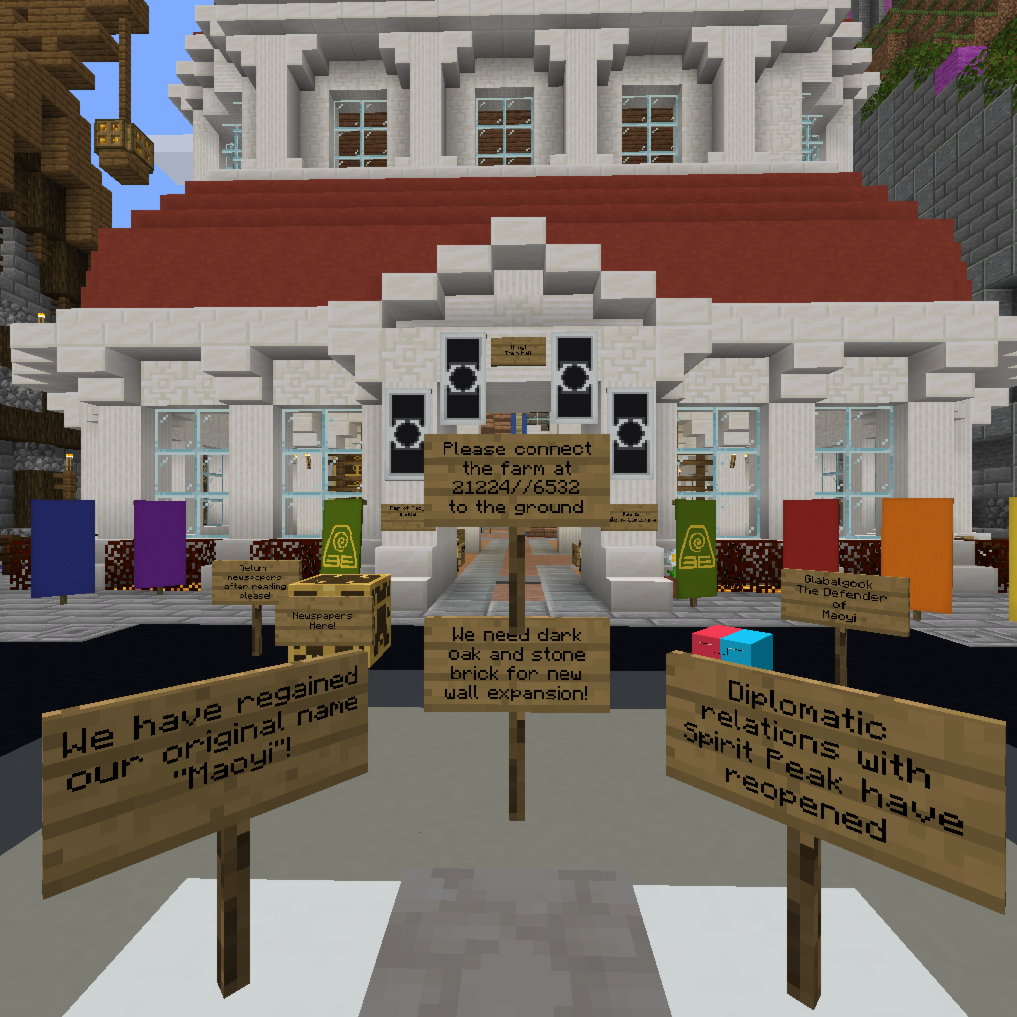 Town Hall
Please connect
the farm at
21224//6532
to the ground
Return
newspapers
after reading
please!
Newspapers
Here!
Glabalgook
The Defender
of
Maoyi
We need dark
oak and stone
brick for new
wall expansion!
We have regained
our original name
"Maoyi"!
Diplomatic
relations with
Spirit Peak have
reopened